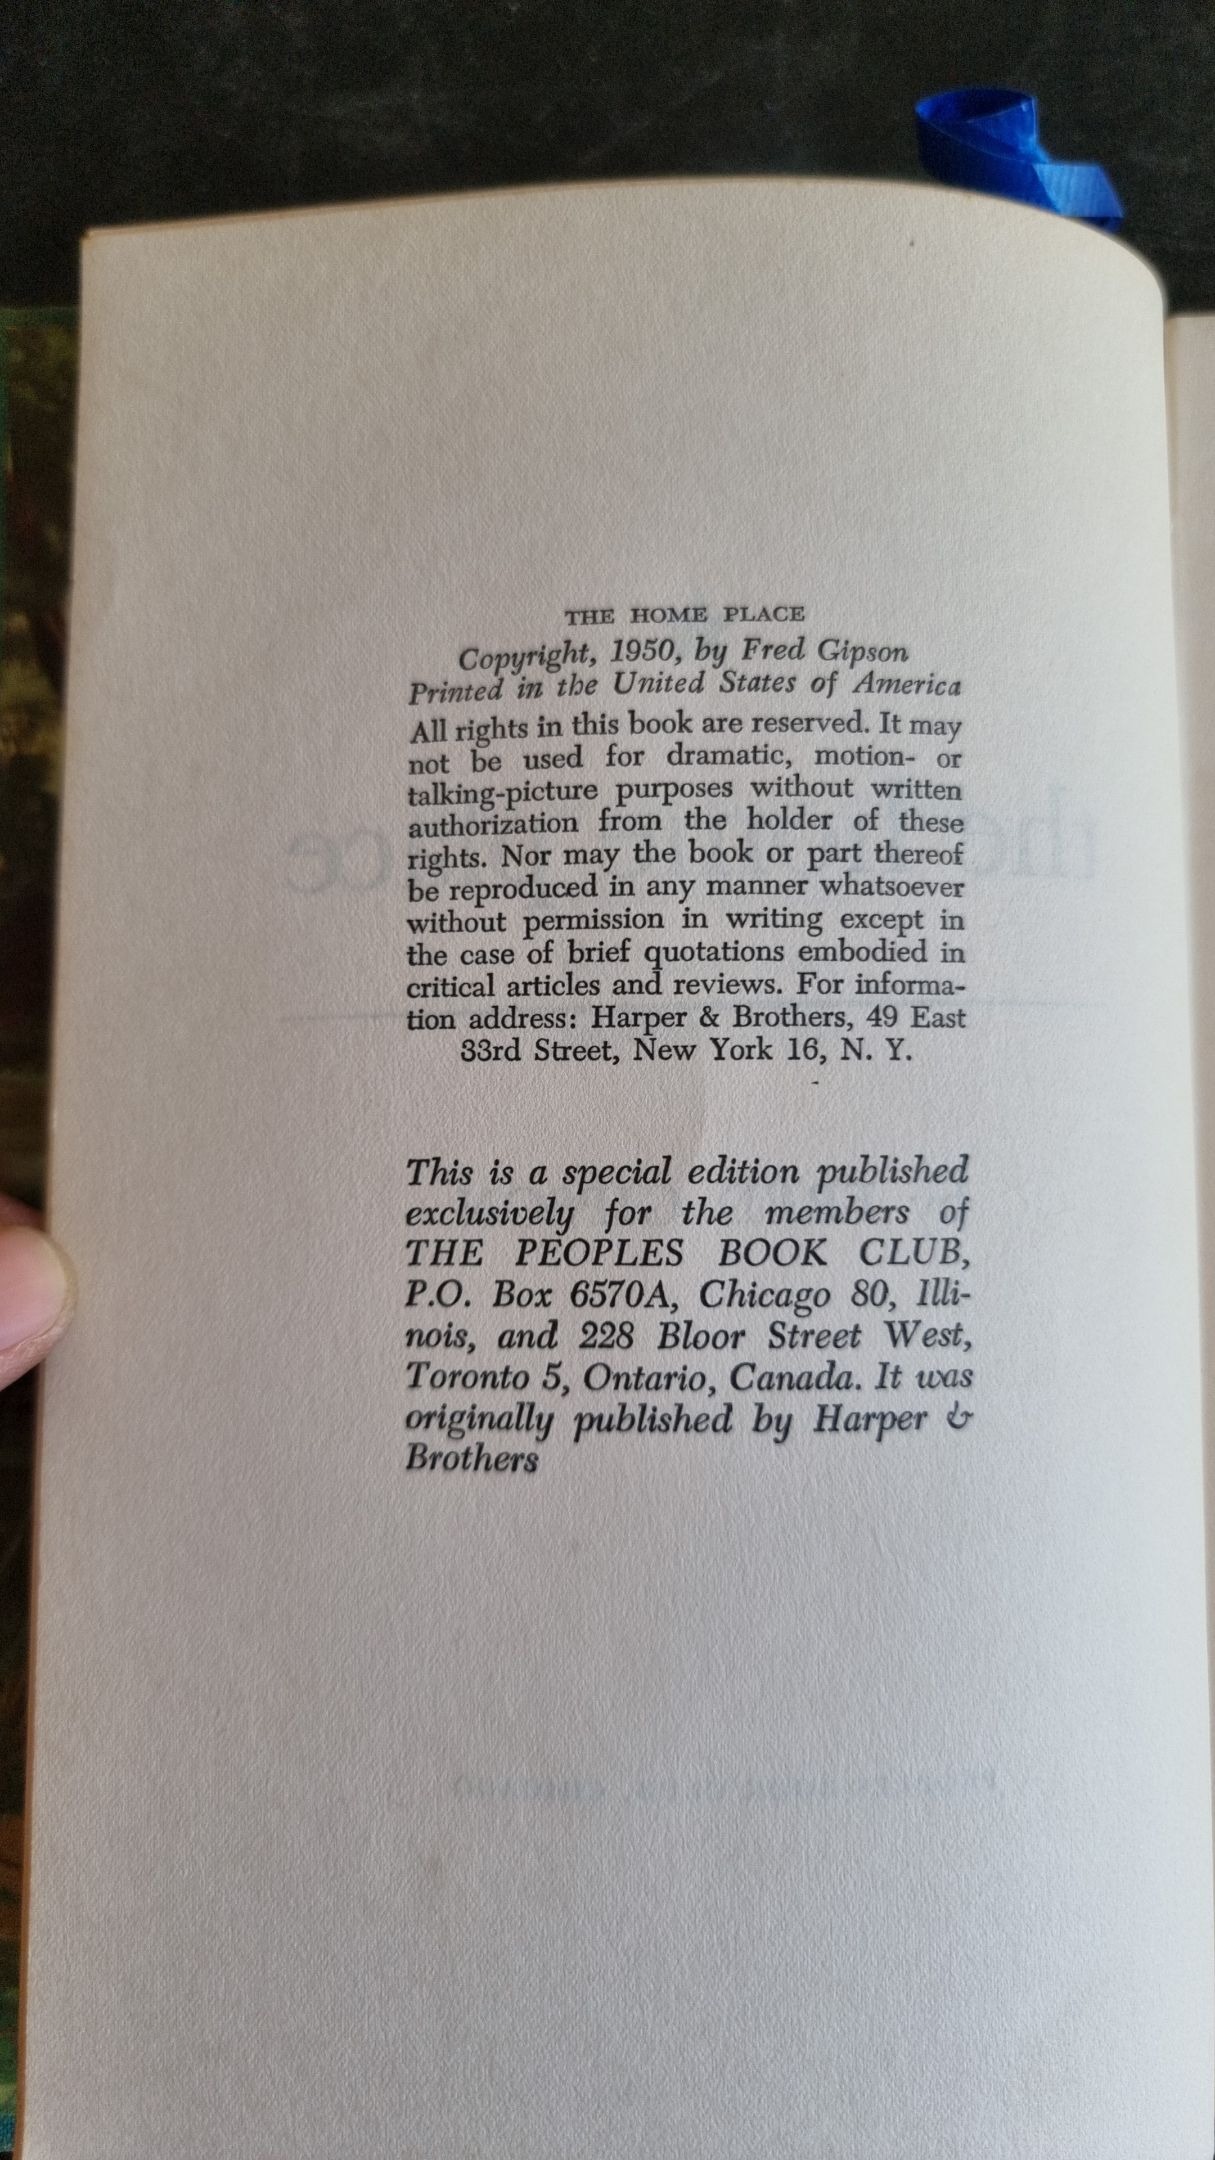 THE HOME PLACE
Copyright, 1950, by Fred Gipson
Printed in the United States of America
All rights in this book are reserved. It may
not be used for dramatic, motion- or
talking-picture purposes without written
authorization from the holder of these
rights. Nor may the book or part thereof
be reproduced in any manner whatsoever
without permission in writing except in
the case of brief quotations embodied in
critical articles and reviews. For informa-
tion address: Harper & Brothers, 49 East
33rd Street, New York 16, N. Y.
This is a special edition published
exclusively for the members of
THE PEOPLES BOOK CLUB,
P.O. Box 6570A, Chicago 80, Illi-
nois, and 228 Bloor Street West,
Toronto 5, Ontario, Canada. It was
originally published by Harper &
Brothers